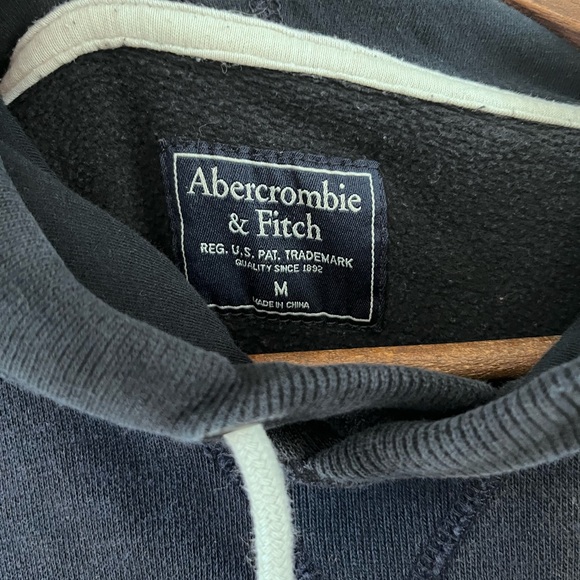 Abercrombie
& Fitch
REG. U.S. PAT. TRADEMARK
QUALITY SINCE 1892
M
MADE IN CHINA